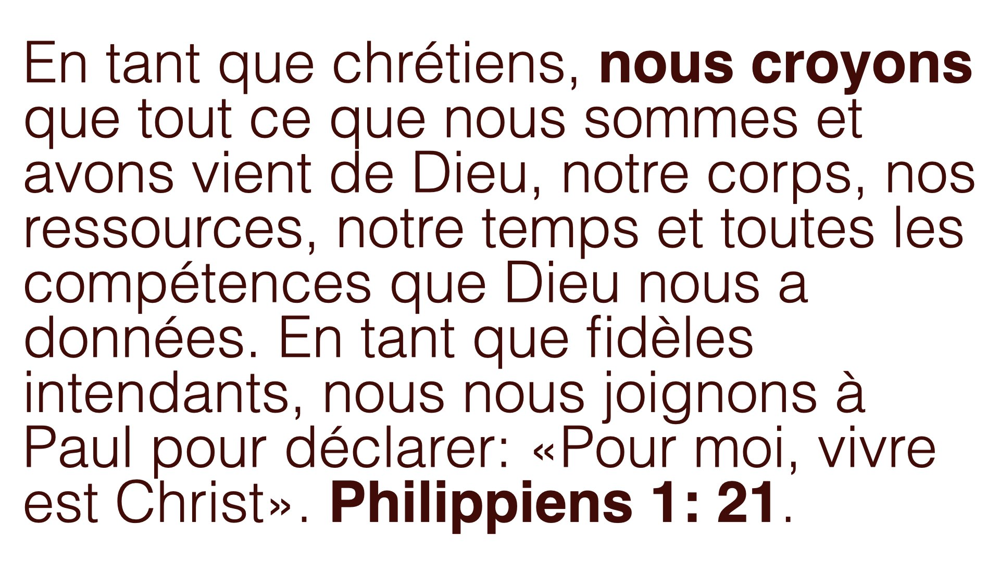 En tant que chrétiens, nous croyons
que tout ce que nous sommes et
avons vient de Dieu, notre corps, nos
ressources, notre temps et toutes les
compétences que Dieu nous a
données. En tant que fidèles
intendants, nous nous joignons à
Paul pour déclarer: «Pour moi, vivre
est Christ». Philippiens 1: 21.